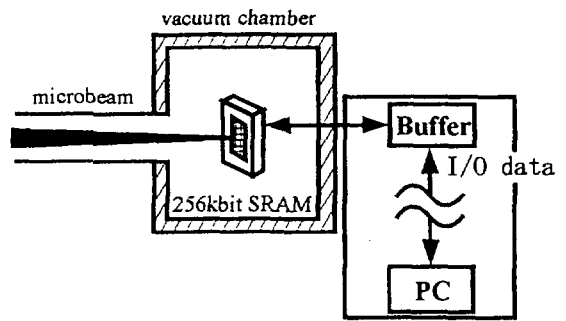 vacuum chamber
microbeam
Buffer
I/O data
256kbit SRAM
PC